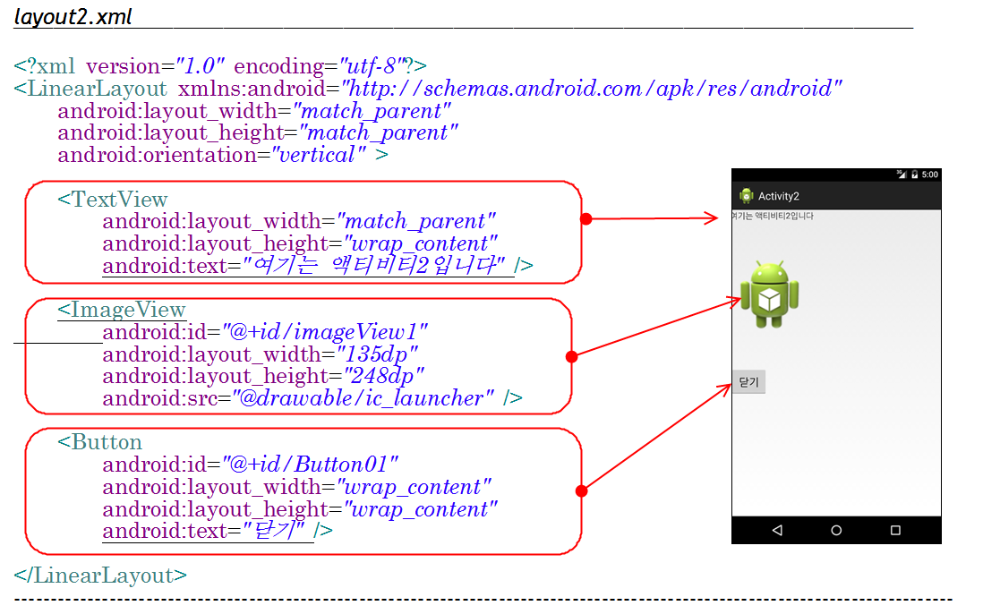 layout2.xml
<?xml version="1.0" encoding="utf-8"?>
<LinearLayout xmlns:android="http://schemas.android.com/apk/res/android"
android:layout_width="match_parent"
android:layout_height="match_parent"
android:orientation="vertical" >
<TextView
android:layout_width="match_parent"
android:layout_height="wrap_content"
android:text="여기는 액티비티2입니다" />
<ImageView
android:id="@+id/imageView1"
android:layout_width="135dp"
android:layout_height="248dp"
android:src="@drawable/ic_launcher" />
<Button
android:id="@+id/Button01"
android:layout_width="wrap_content"
android:layout_height="wrap_content"
android:text="닫기" />
</LinearLayout>
3G 5:00
Activity2
여기는 액티비티2입니다
닫기